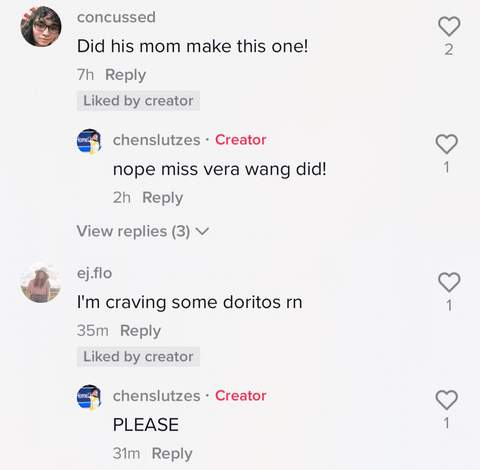 concussed
Did his mom make this one!
2
7h Reply
Liked by creator
chenslutzes · Creator
nope miss vera wang did!
1
2h Reply
View replies (3)
ej.flo
I'm craving some doritos rn
1
35m Reply
Liked by creator
chenslutzes · Creator
PLEASE
1
31m Reply